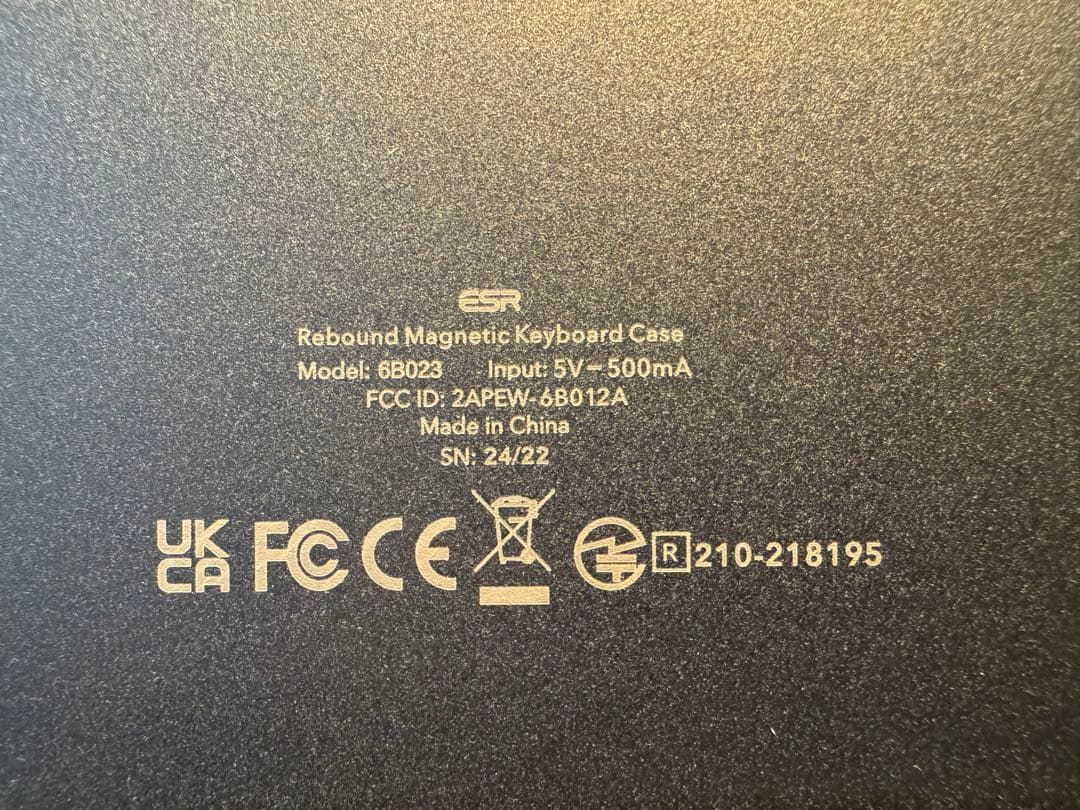 ESR
Rebound Magnetic Keyboard Case
Model: 6B023 Input: 5V⎓500mA
FCC ID: 2APEW-6B012A
Made in China
SN: 24/22
UK
CA FC CE R 210-218195